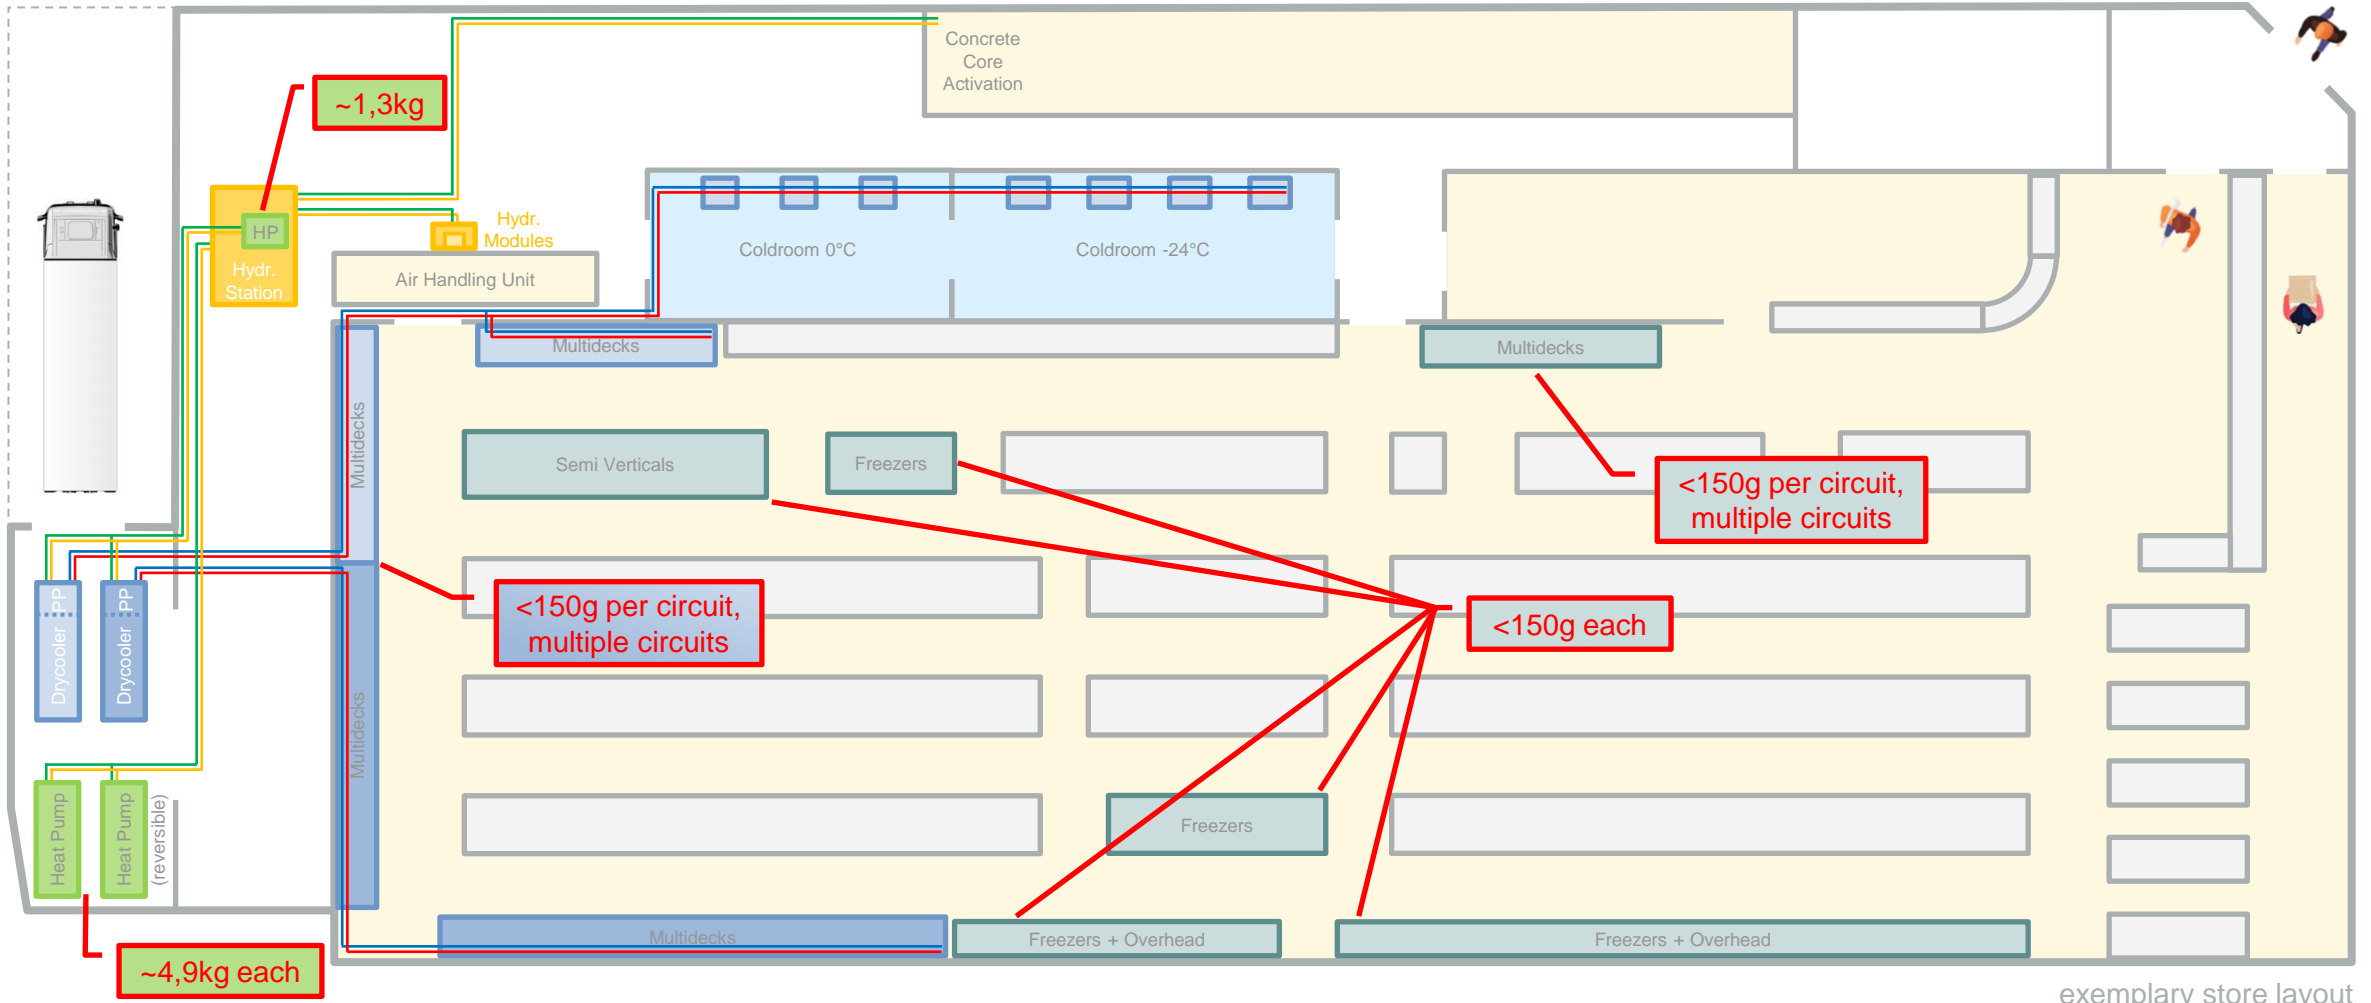 Concrete
Core
Activation
~1,3kg
HP
Hydr.
Station
Hydr.
Modules
Air Handling Unit
Coldroom 0°C
Coldroom -24°C
Multidecks
Multidecks
Multidecks
Semi Verticals
Freezers
<150g per circuit,
multiple circuits
<150g per circuit,
multiple circuits
<150g each
Drycooler PP
Drycooler PP
Multidecks
Heat Pump
Heat Pump
(reversible)
Freezers
Multidecks
Freezers + Overhead
Freezers + Overhead
~4,9kg each
exemplary store layout